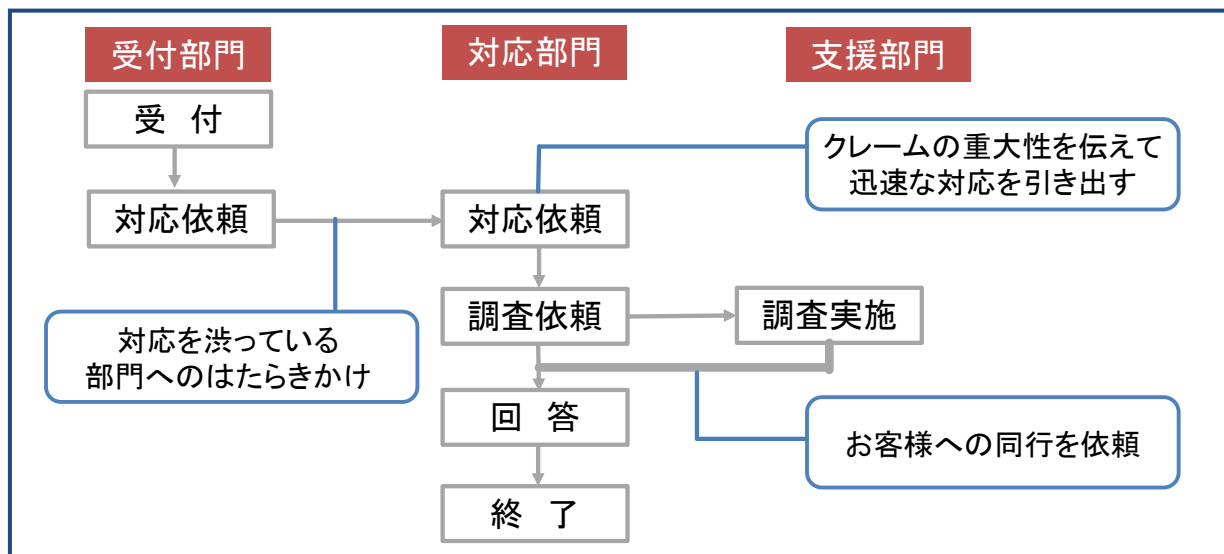 受付部門
対応部門
支援部門
受　付
クレームの重大性を伝えて
迅速な対応を引き出す
対応依頼
対応依頼
調査依頼
調査実施
対応を渋っている
部門へのはたらきかけ
回　答
お客様への同行を依頼
終　了